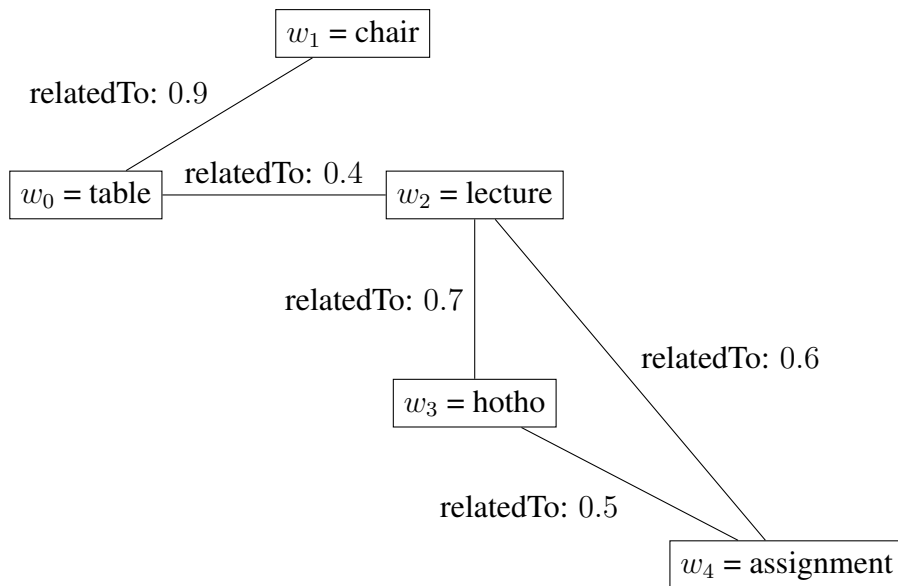 w₁ = chair
relatedTo: 0.9
relatedTo: 0.4
w₀ = table
w₂ = lecture
relatedTo: 0.7
relatedTo: 0.6
w₃ = hotho
relatedTo: 0.5
w₄ = assignment